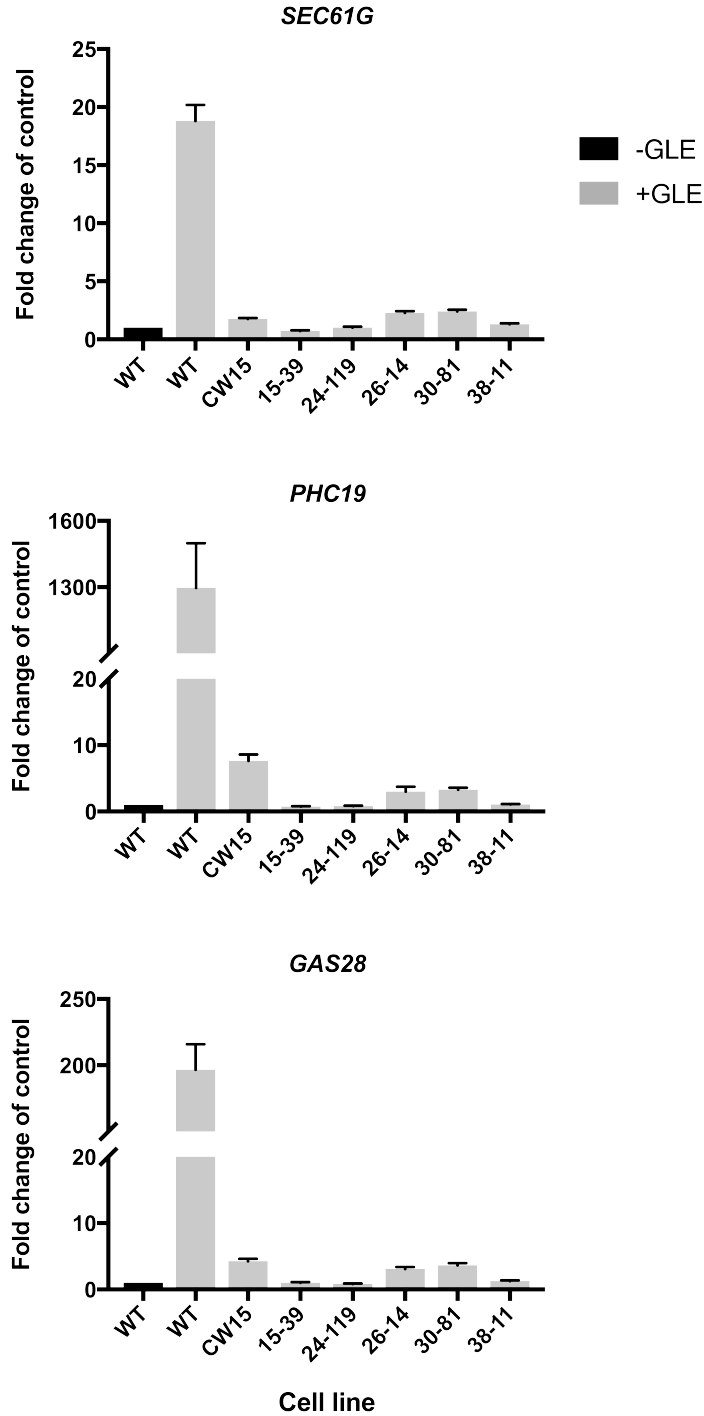 SEC61G
Fold change of control
25
20
15
10
5
0
WT
WT
CW15
15-39
24-119
26-14
30-81
38-11
-GLE
+GLE
PHC19
Fold change of control
1600
1300
20
10
0
WT
WT
CW15
15-39
24-119
26-14
30-81
38-11
GAS28
Fold change of control
250
200
20
10
0
WT
WT
CW15
15-39
24-119
26-14
30-81
38-11
Cell line